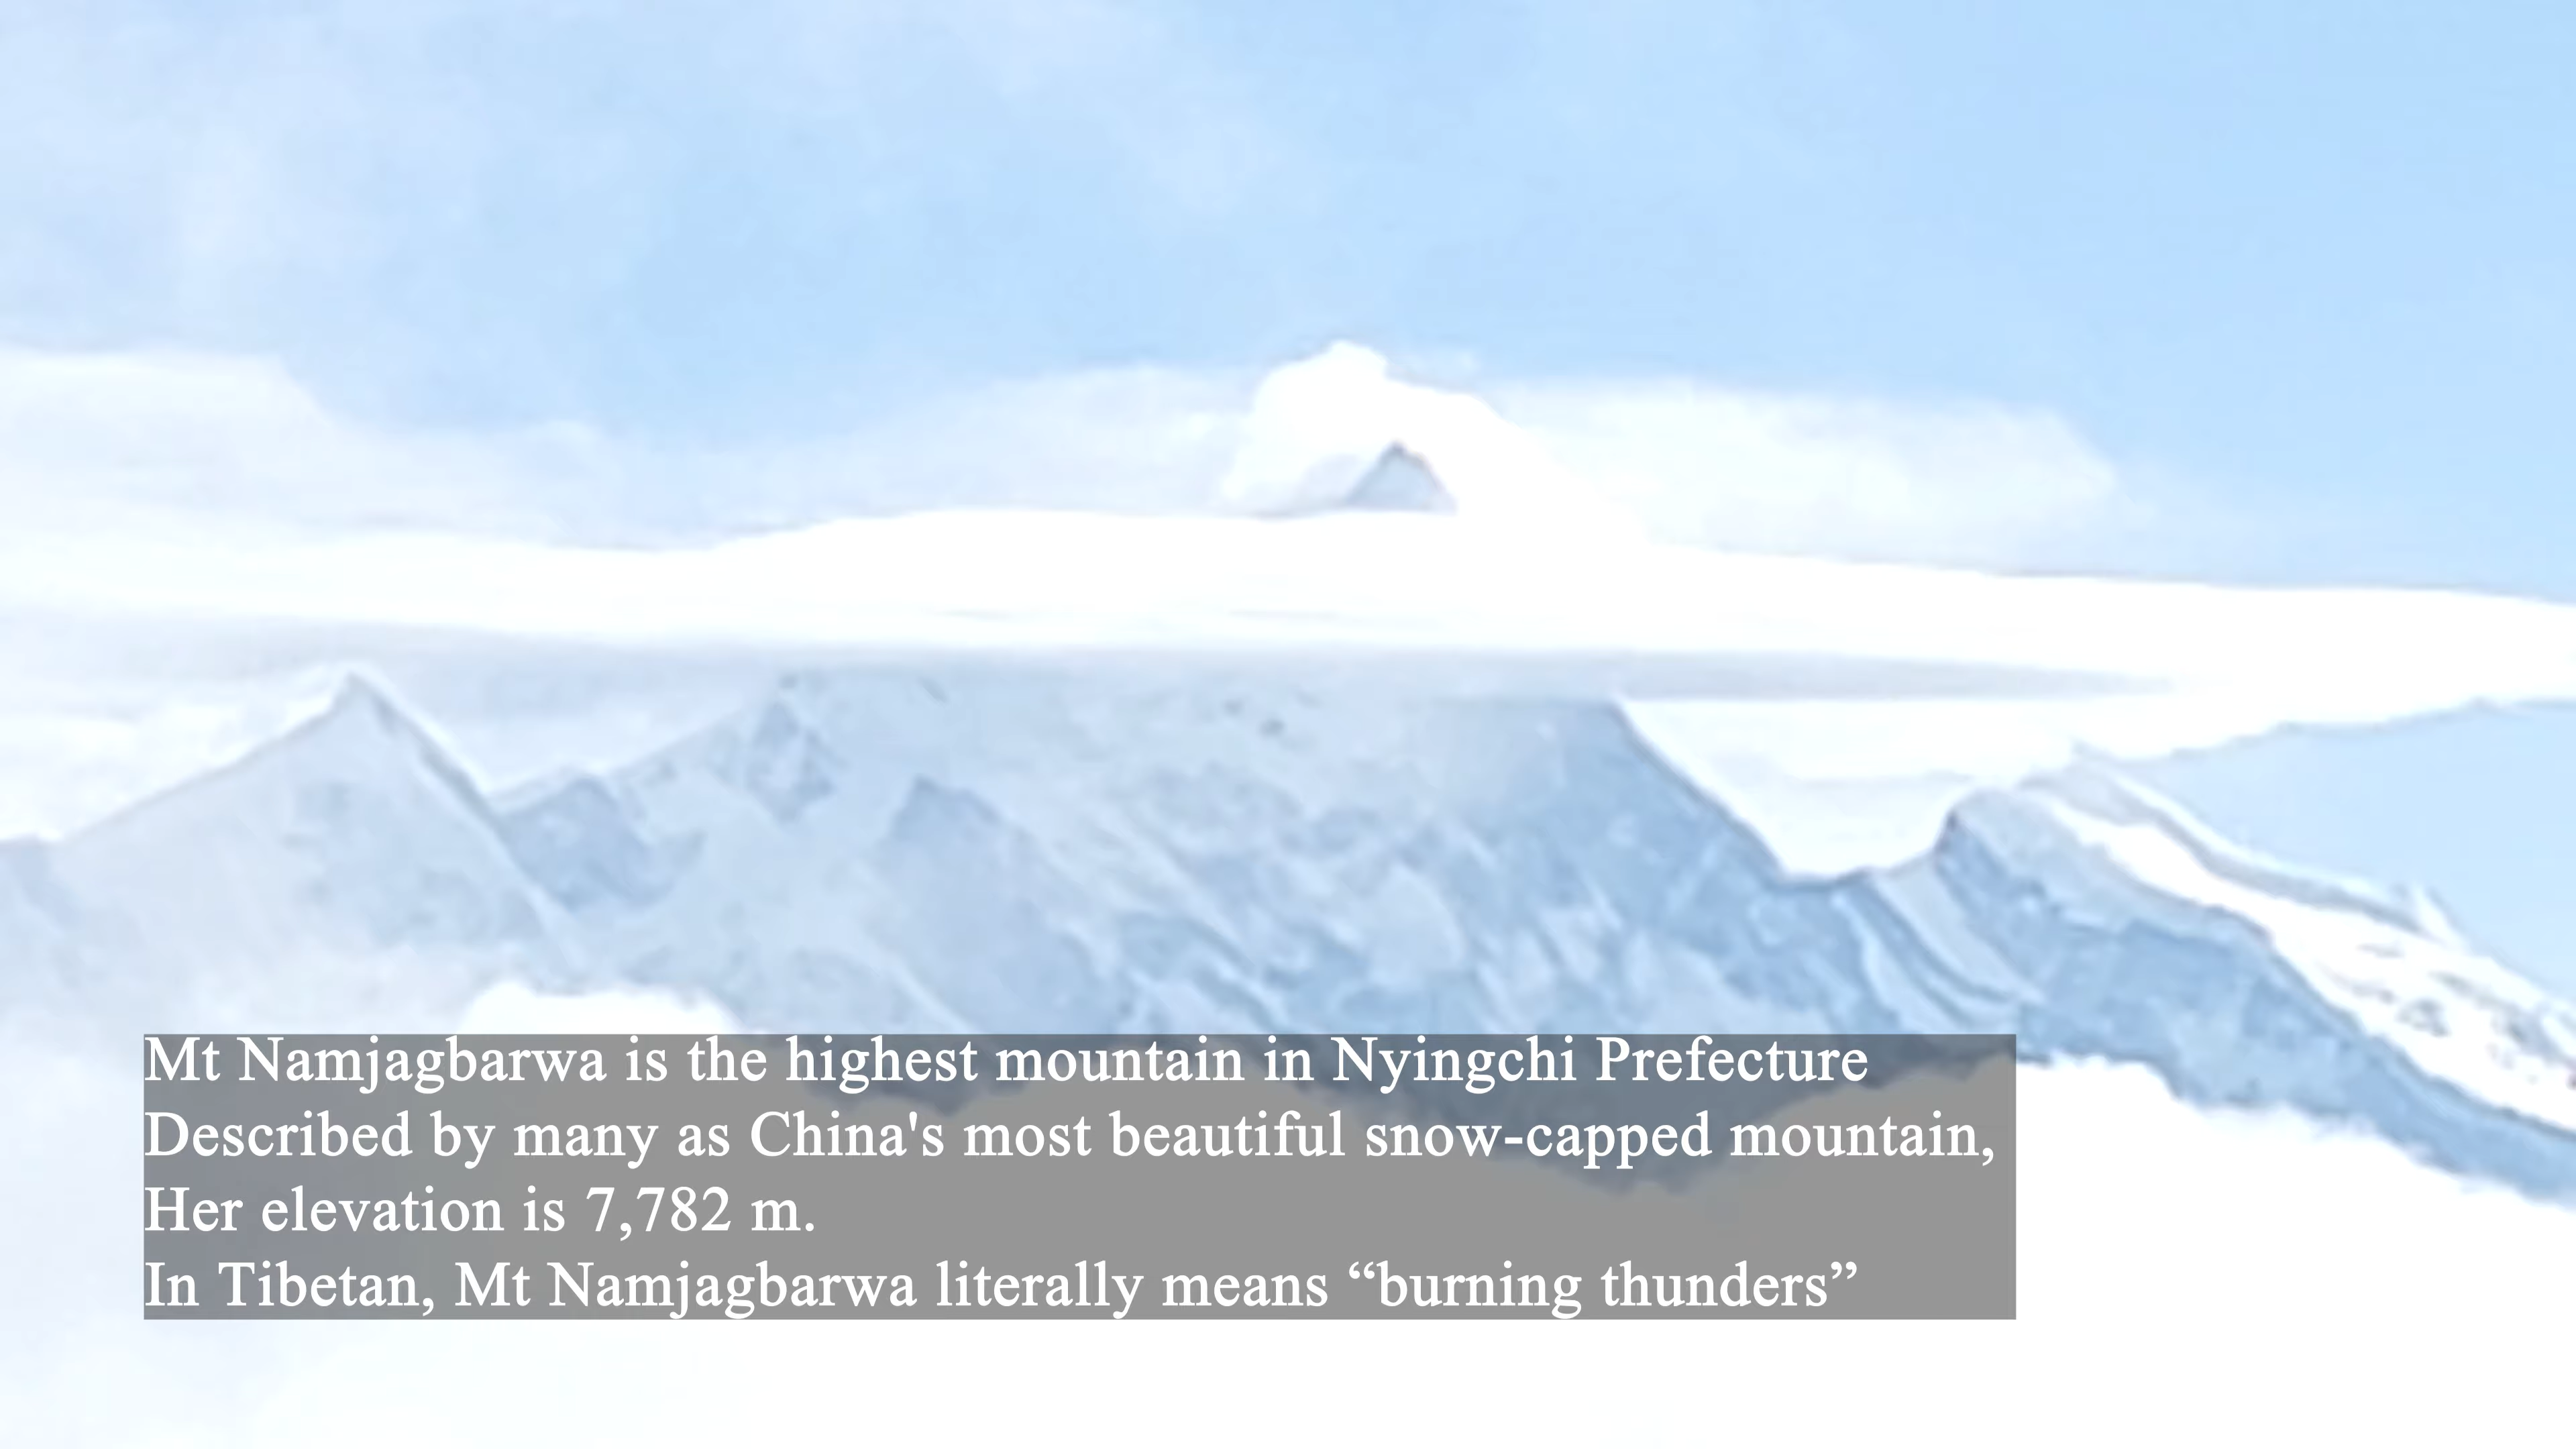 Mt Namjagbarwa is the highest mountain in Nyingchi Prefecture
Described by many as China's most beautiful snow-capped mountain,
Her elevation is 7,782 m.
In Tibetan, Mt Namjagbarwa literally means “burning thunders”